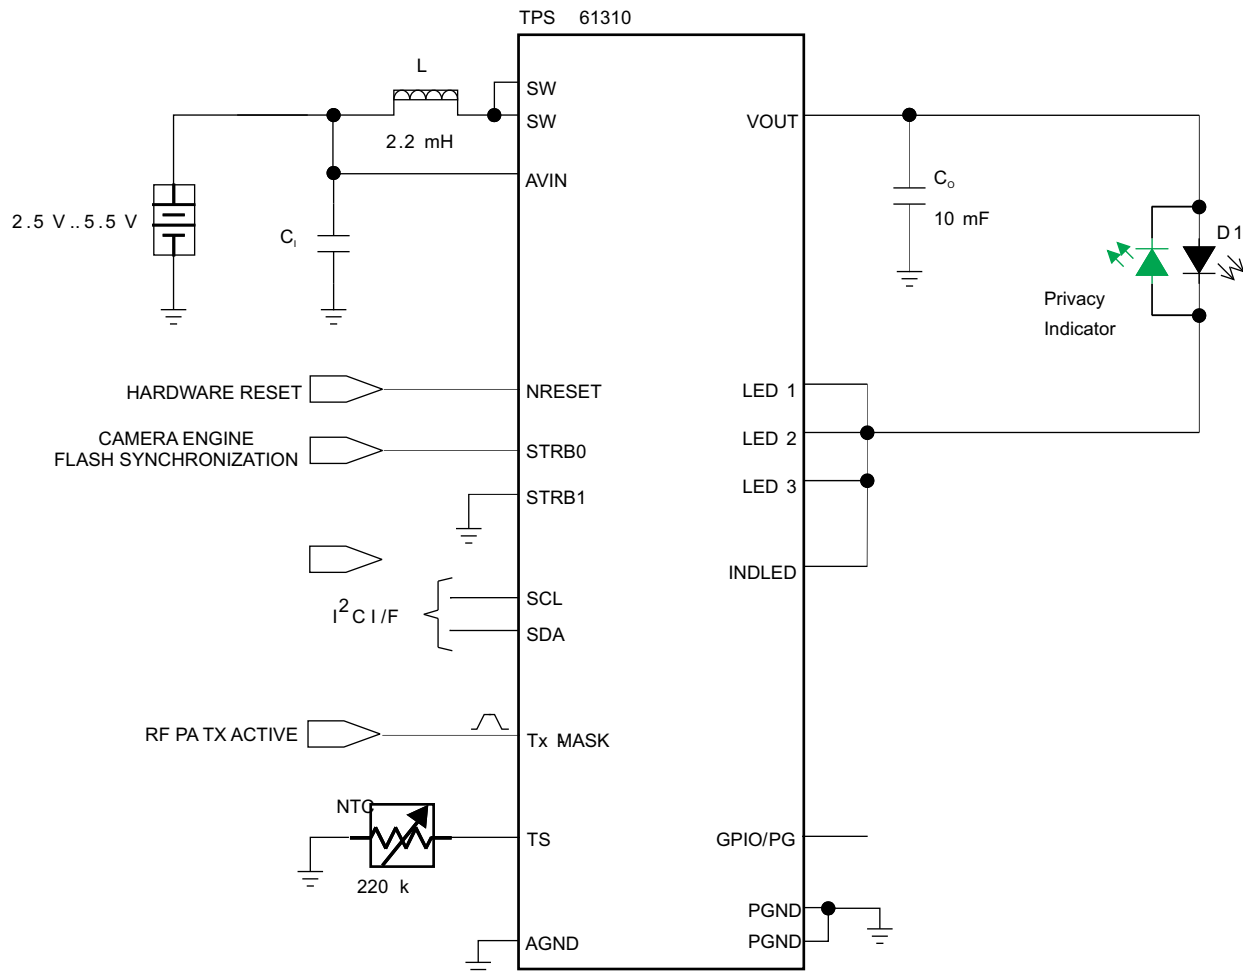 TPS 61310
L
SW
SW
2.2 mH
AVIN
2.5 V..5.5 V
CI
VOUT
CO
10 mF
D1
Privacy
Indicator
HARDWARE RESET
NRESET
CAMERA ENGINE
FLASH SYNCHRONIZATION
STRB0
STRB1
LED 1
LED 2
LED 3
INDLED
I2C I/F
SCL
SDA
RF PA TX ACTIVE
Tx-MASK
NTC
TS
220 k
GPIO/PG
AGND
PGND
PGND